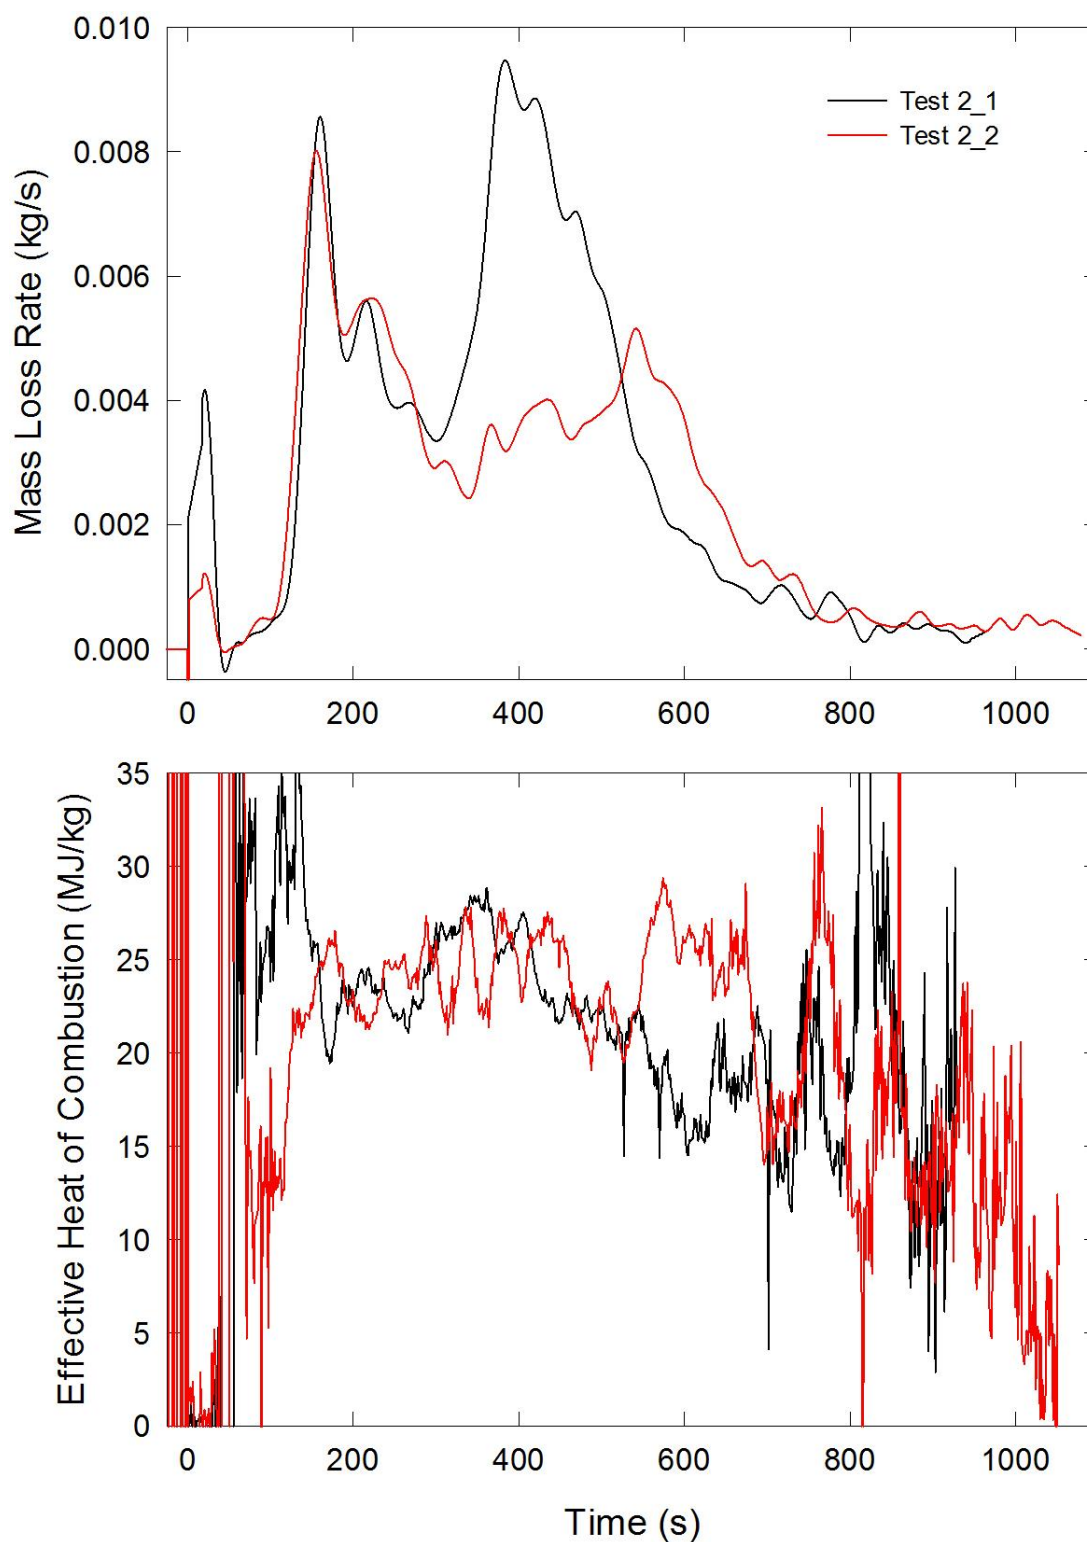 0.010
0.008
0.006
0.004
0.002
0.000
Mass Loss Rate (kg/s)
Test 2_1
Test 2_2
0 200 400 600 800 1000
35
30
25
20
15
10
5
0
Effective Heat of Combustion (MJ/kg)
0 200 400 600 800 1000
Time (s)